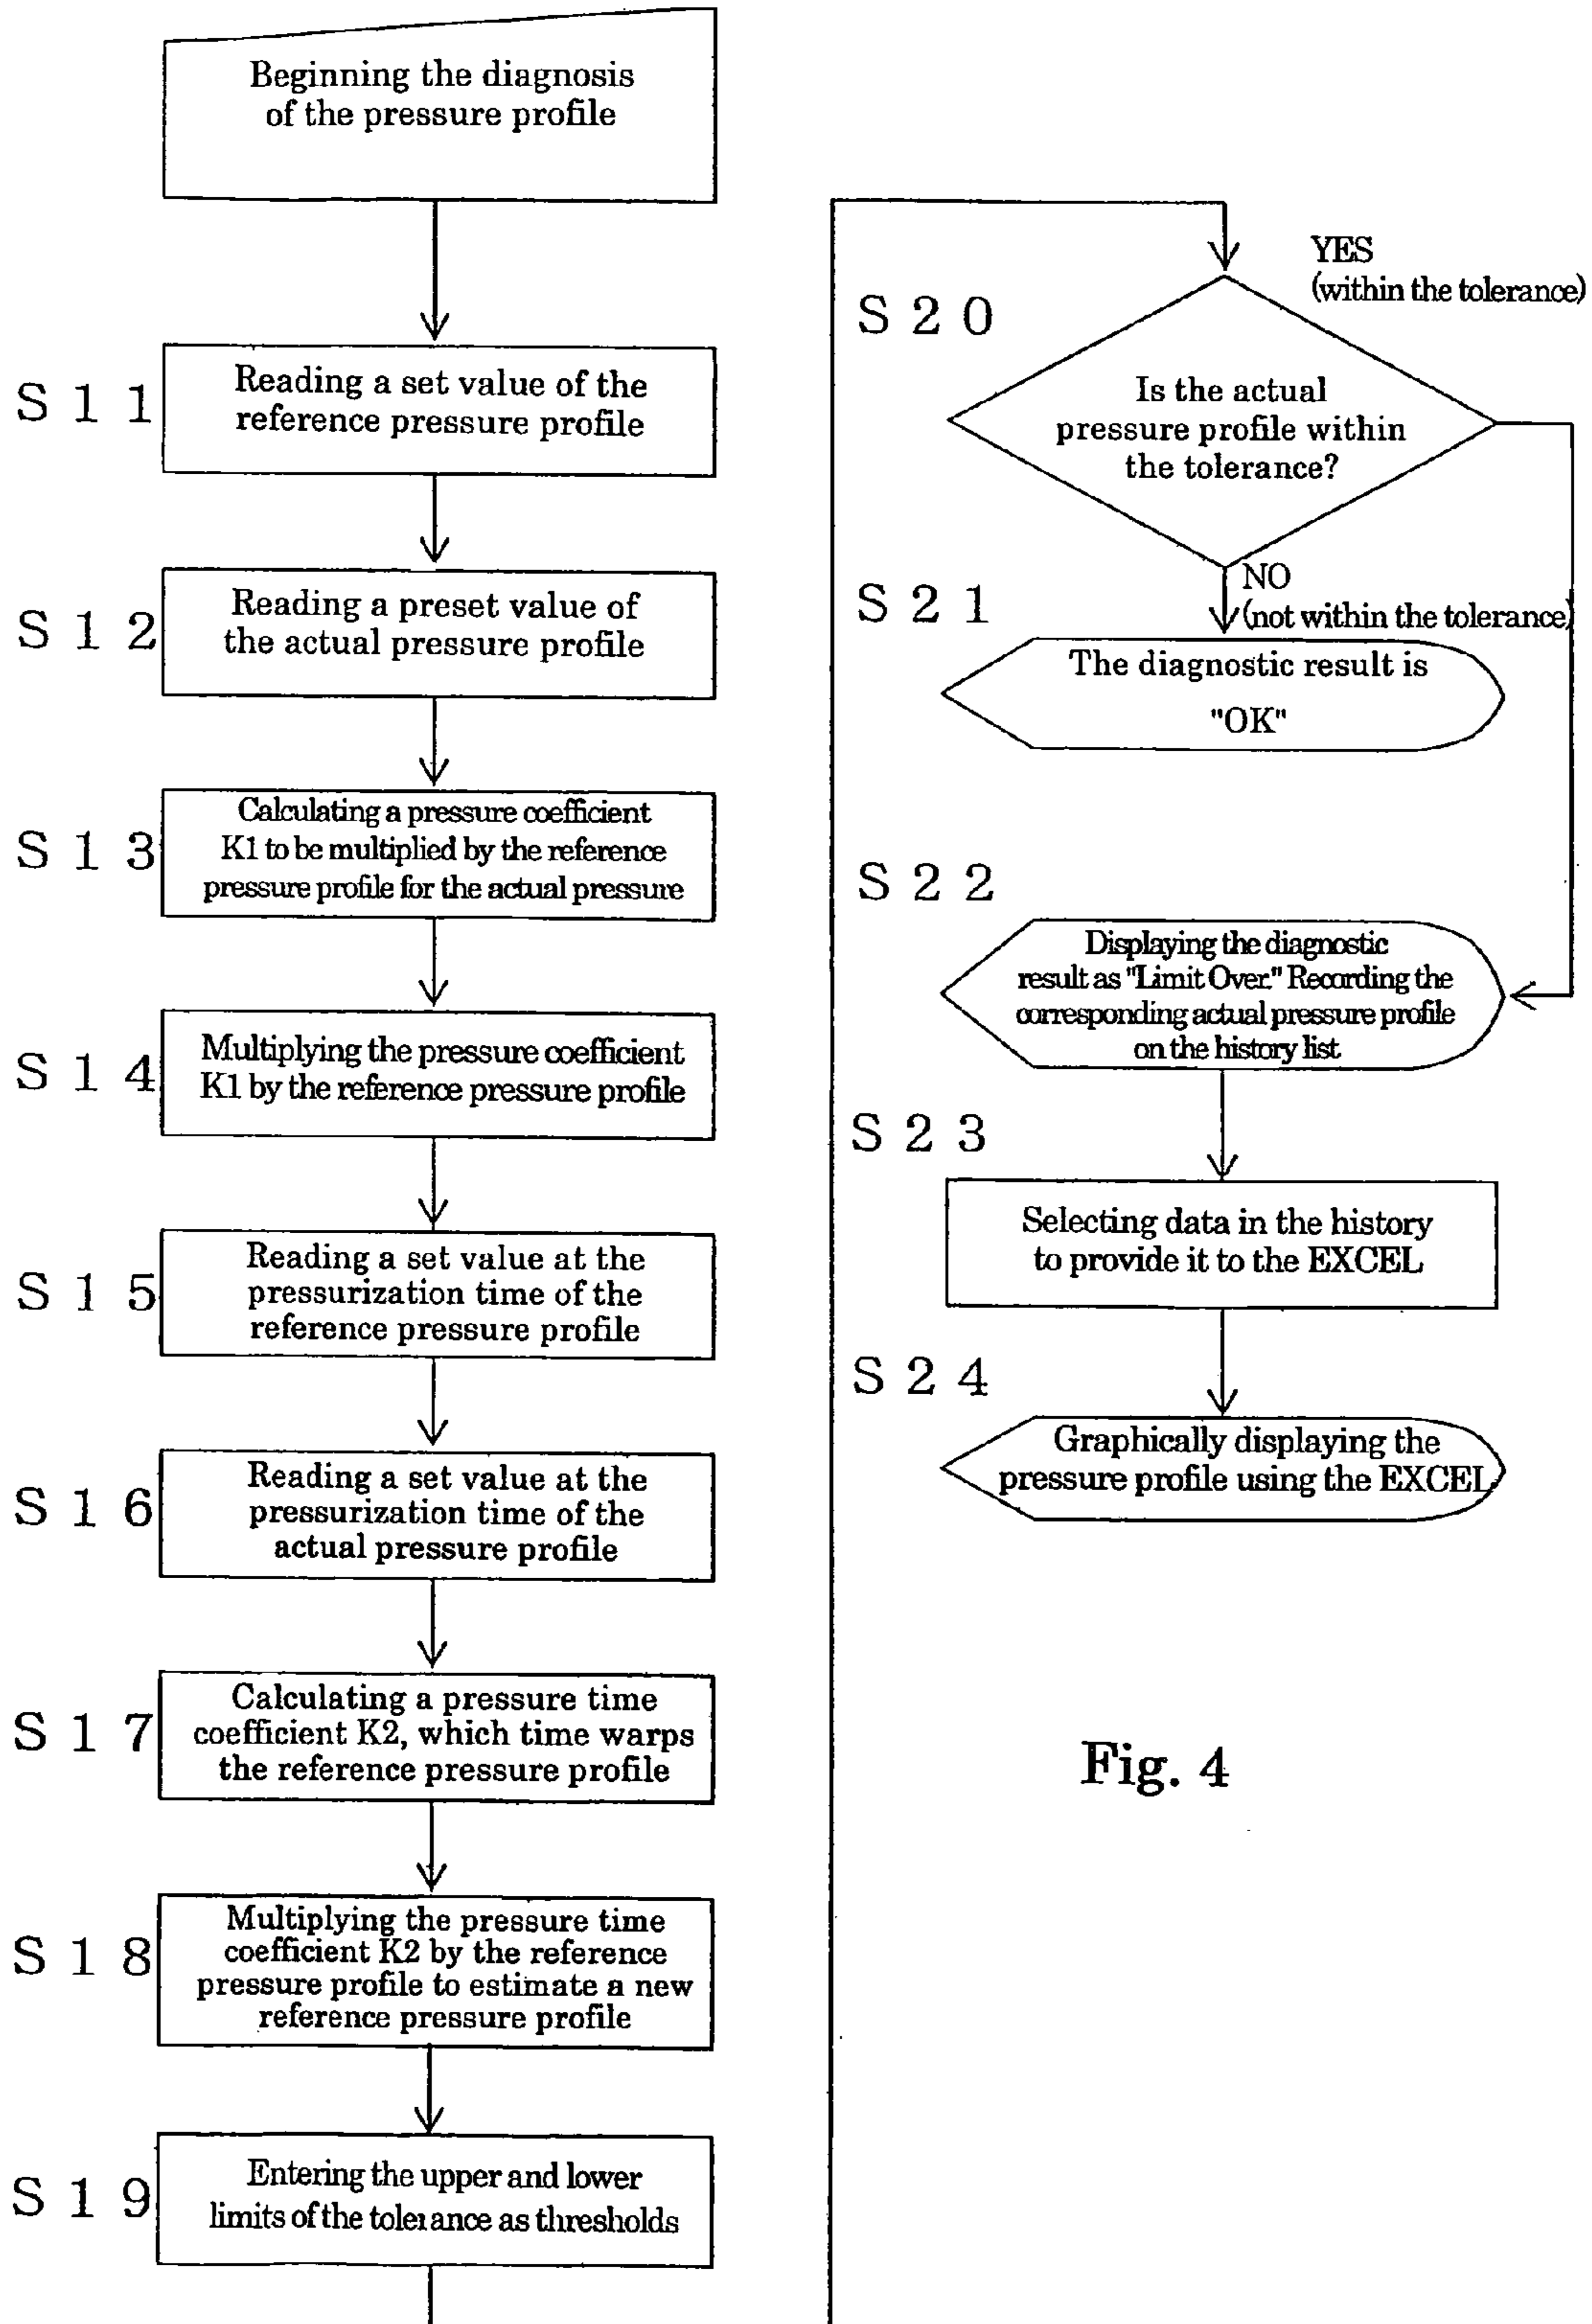 Beginning the diagnosis
of the pressure profile
S 1 1
Reading a set value of the
reference pressure profile
S 1 2
Reading a preset value of
the actual pressure profile
S 1 3
Calculating a pressure coefficient
K1 to be multiplied by the reference
pressure profile for the actual pressure
S 1 4
Multiplying the pressure coefficient
K1 by the reference pressure profile
S 1 5
Reading a set value at the
pressurization time of the
reference pressure profile
S 1 6
Reading a set value at the
pressurization time of the
actual pressure profile
S 1 7
Calculating a pressure time
coefficient K2, which time warps
the reference pressure profile
S 1 8
Multiplying the pressure time
coefficient K2 by the reference
pressure profile to estimate a new
reference pressure profile
S 1 9
Entering the upper and lower
limits of the tolerance as thresholds
S 2 0
YES
(within the tolerance)
Is the actual
pressure profile within
the tolerance?
NO
(not within the tolerance)
S 2 1
The diagnostic result is
"OK"
S 2 2
Displaying the diagnostic
result as "Limit Over." Recording the
corresponding actual pressure profile
on the history list
S 2 3
Selecting data in the history
to provide it to the EXCEL
S 2 4
Graphically displaying the
pressure profile using the EXCEL
Fig. 4